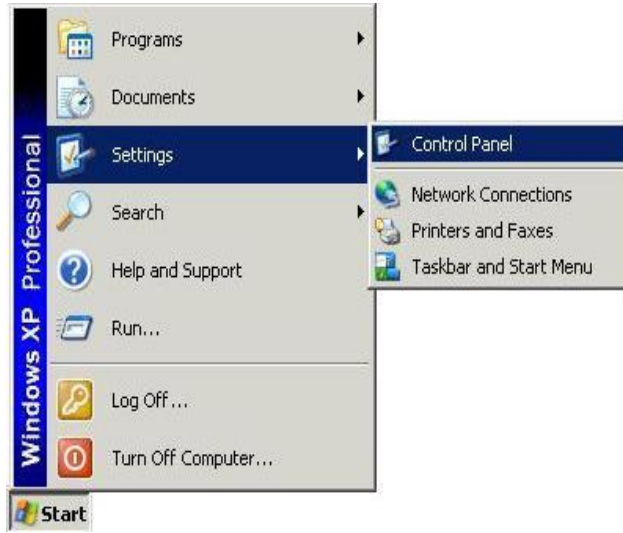 Windows XP Professional
Programs
Documents
Settings
Search
Help and Support
Run...
Log Off...
Turn Off Computer...
Control Panel
Network Connections
Printers and Faxes
Taskbar and Start Menu
Start